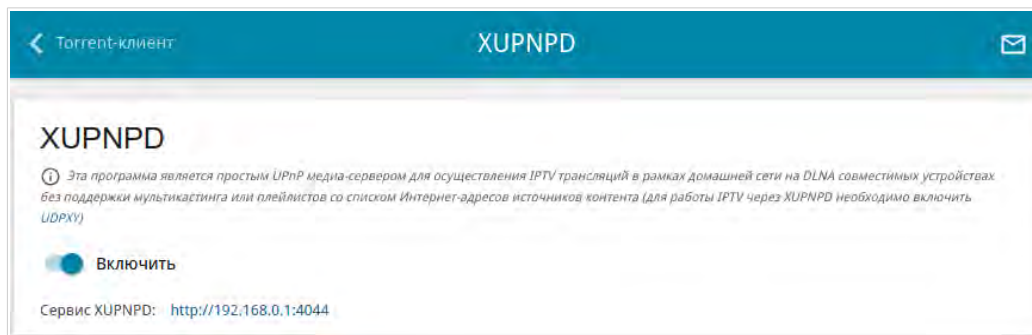 Torrent-клиент
XUPNPD
XUPNPD
Эта программа является простым UPnP медиа-сервером для осуществления IPTV трансляций в рамках домашней сети на DLNA совместимых устройствах
без поддержки мультикастинга или плейлистов со списком Интернет-адресов источников контента (для работы IPTV через XUPNPD необходимо включить
UDPXY)
Включить
Сервис XUPNPD: http://192.168.0.1:4044